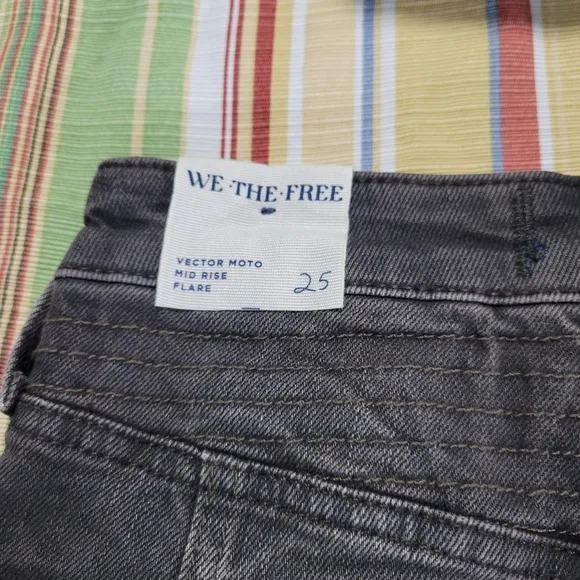 WE·THE·FREE
VECTOR MOTO
MID RISE
FLARE
25